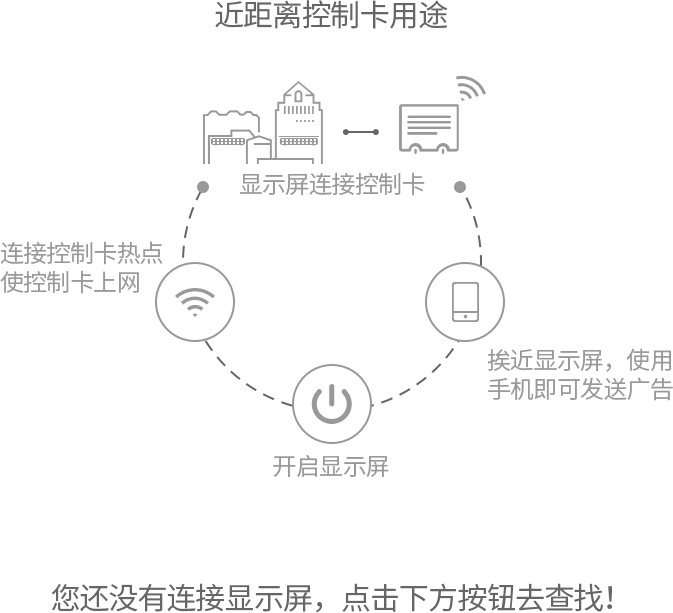 近距离控制卡用途
显示屏连接控制卡
连接控制卡热点
使控制卡上网
挨近显示屏，使用
手机即可发送广告
开启显示屏
您还没有连接显示屏，点击下方按钮去查找！